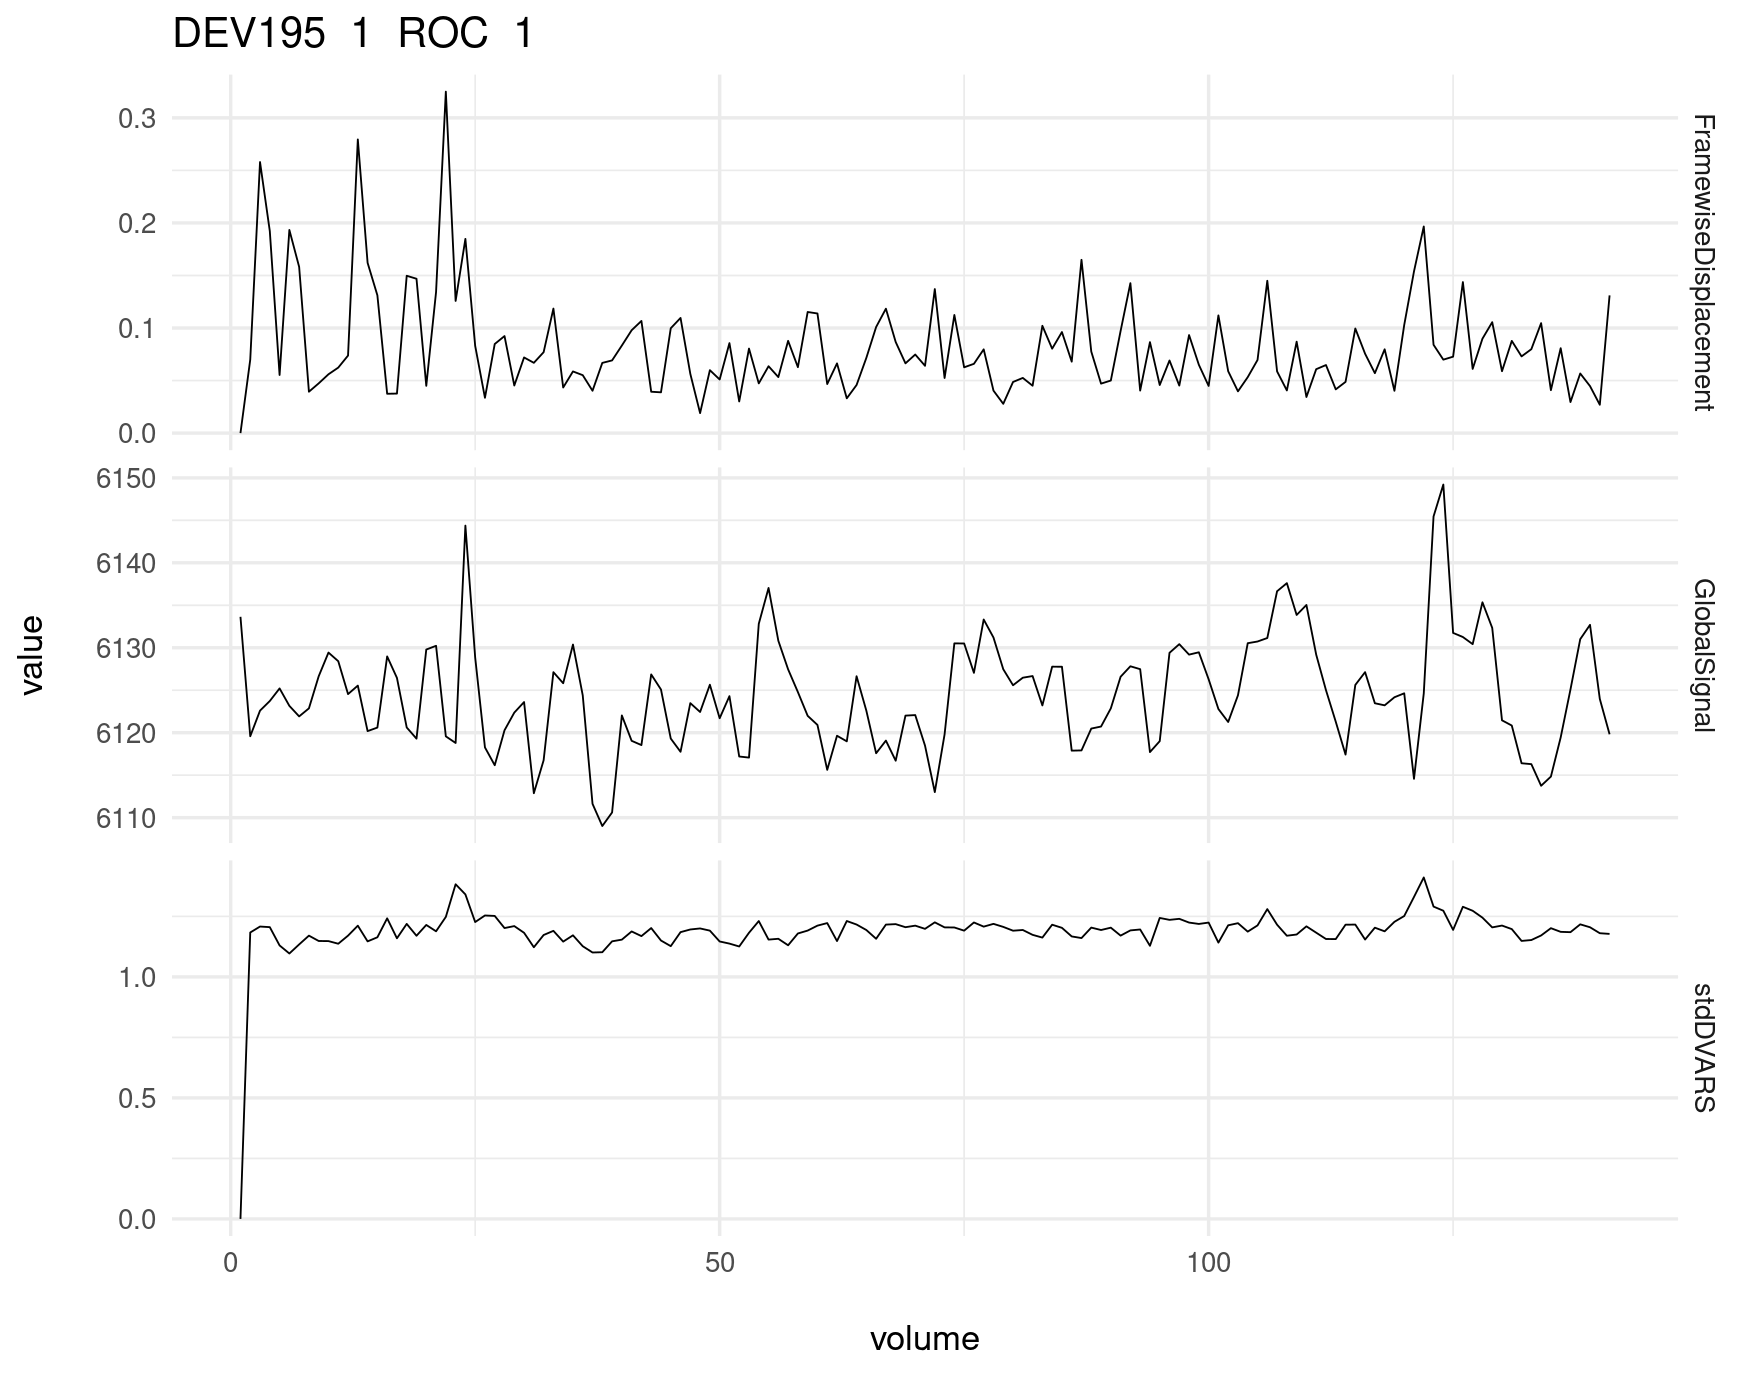 DEV195 1 ROC 1
0.3
0.2
0.1
0.0
FramewiseDisplacement
6150
6140
6130
6120
6110
GlobalSignal
value
1.0
0.5
0.0
stdDVARS
0 50 100
volume